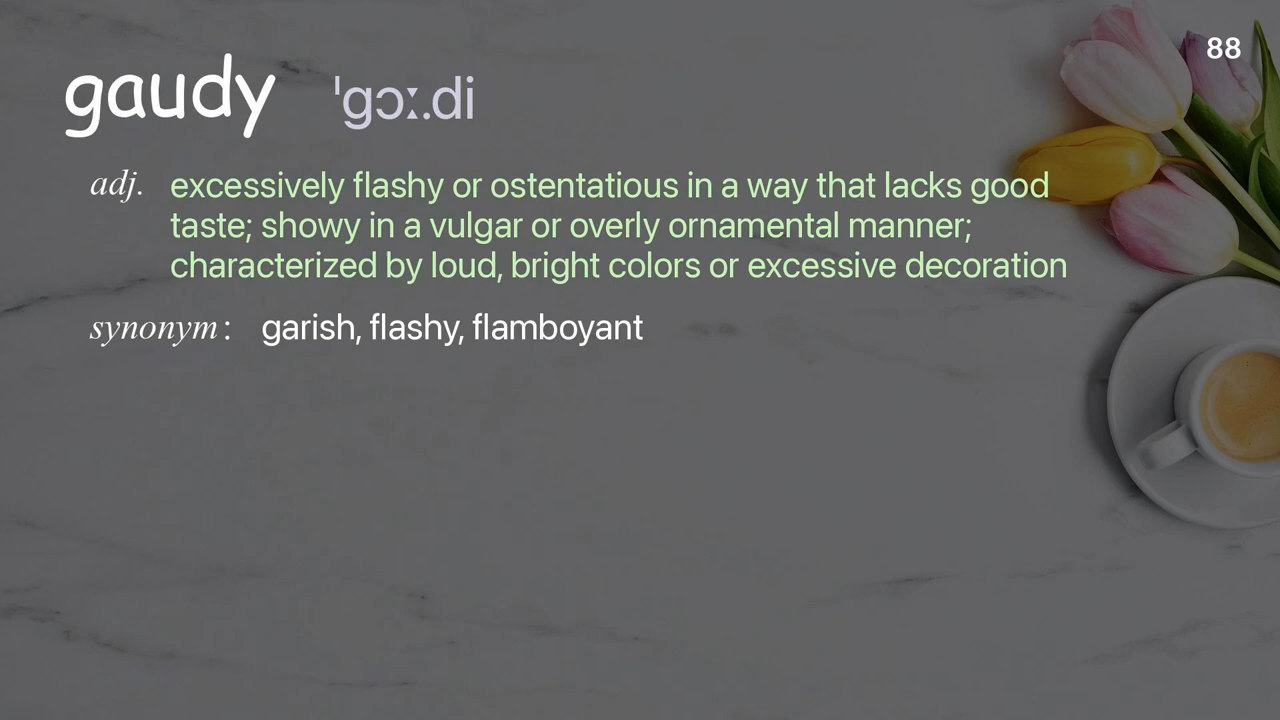 88
gaudy ˈɡɔː.di
adj. excessively flashy or ostentatious in a way that lacks good
taste; showy in a vulgar or overly ornamental manner;
characterized by loud, bright colors or excessive decoration
synonym : garish, flashy, flamboyant